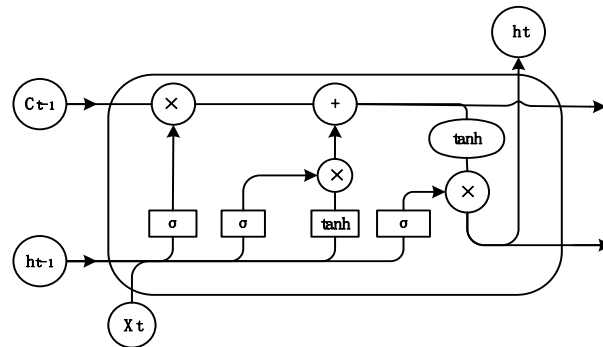 ht
Ct-1
×
+
tanh
×
×
σ
σ
tanh
σ
ht-1
Xt